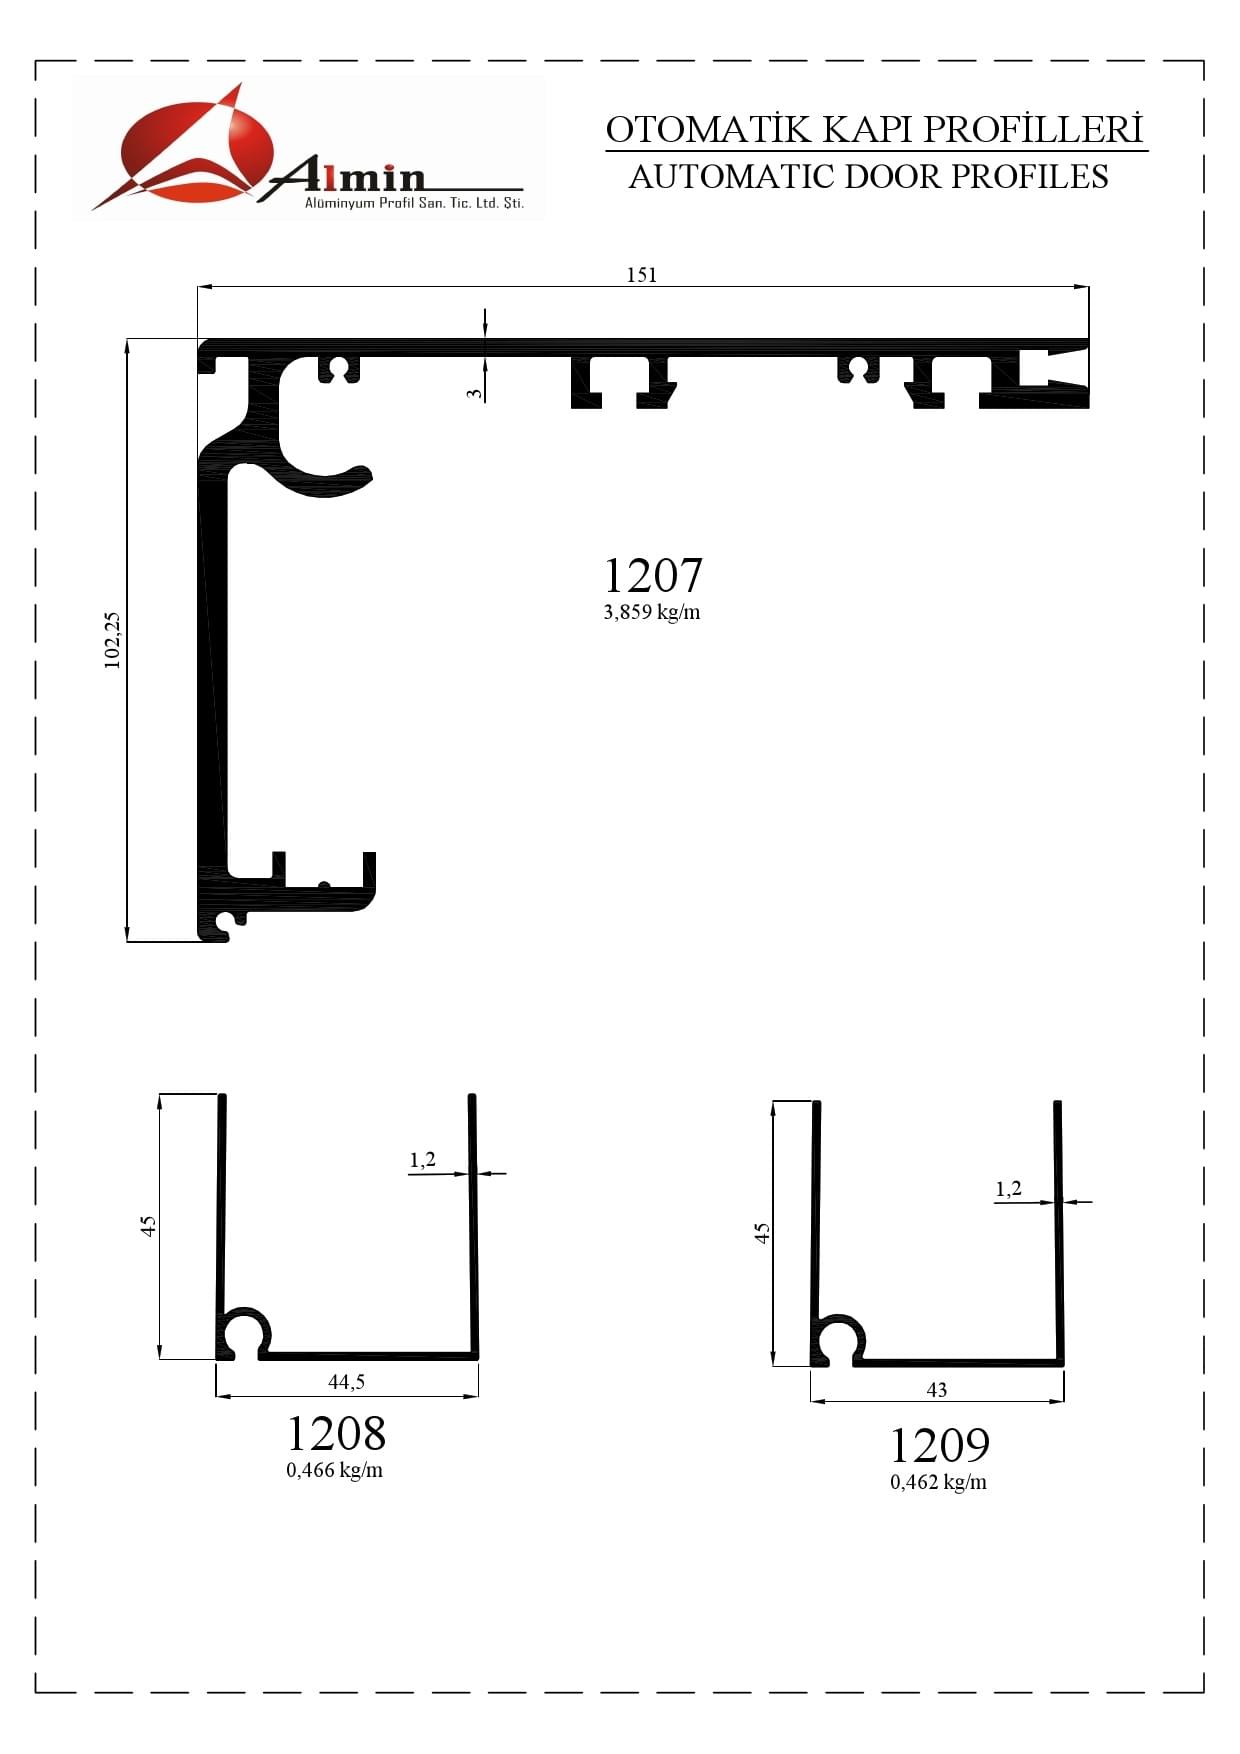 Almin
Alüminyum Profil San. Tic. Ltd. Şti.
OTOMATİK KAPI PROFİLLERİ
AUTOMATIC DOOR PROFILES
151
3
102,25
1207
3,859 kg/m
45
1,2
44,5
1208
0,466 kg/m
45
1,2
43
1209
0,462 kg/m